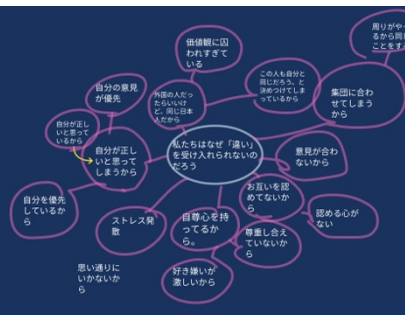 周りがや
るから同
ことをす
価値観に囚
われすぎて
いる
自分の意見
が優先
外国の人だっ
たらいいけ
ど、同じ日本
人だから
この人も自分と
同じだろう。と
決めつけてしま
っているから
集団に合わ
せてしまう
から
自分が正し
いと思って
いるから
自分が正し
いと思って
しまうから
私たちはなぜ「違い」
を受け入れられないの
だろう
意見が合わ
ないから
自分を優先
しているか
ら
ストレス発
散
自尊心を持
ってるか
ら。
お互いを認
めてないか
ら
認める心が
ない
尊重し合え
ていないか
ら
思い通りに
いかないか
ら
好き嫌いが
激しいから